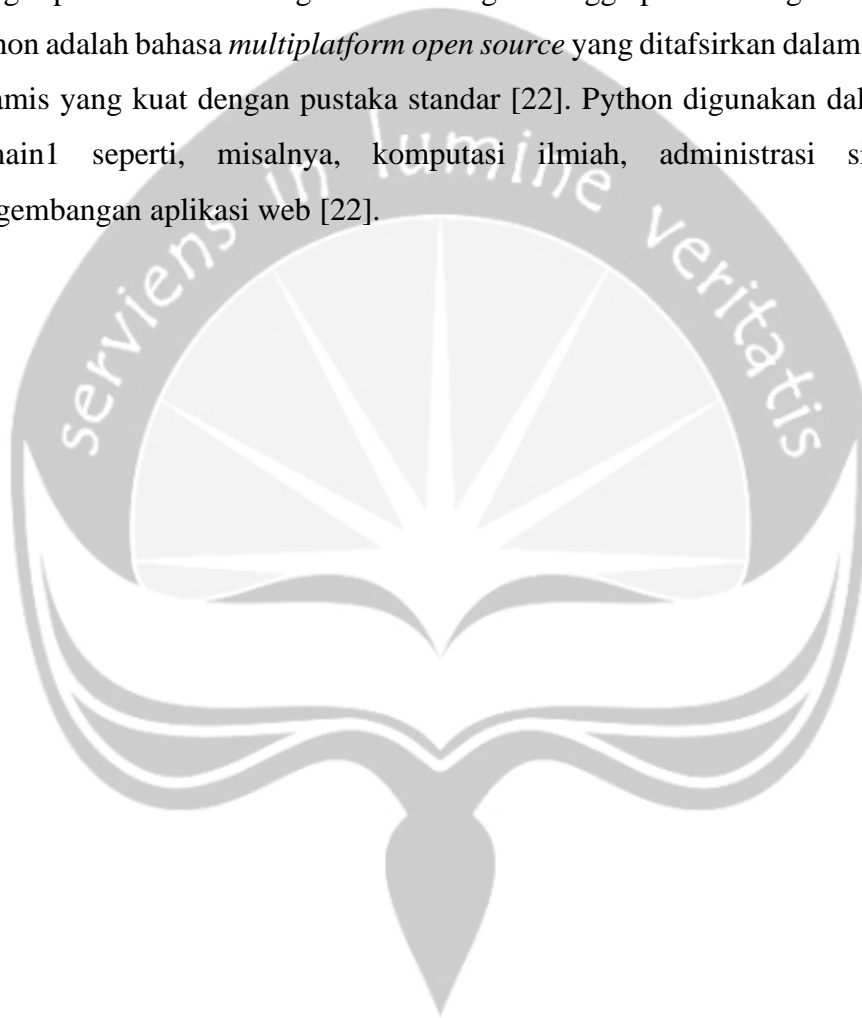 hon adalah bahasa multiplatform open source yang ditafsirkan dalam
amis yang kuat dengan pustaka standar [22]. Python digunakan dal
nain1 seperti, misalnya, komputasi ilmiah, administrasi si
gembangan aplikasi web [22].
serviens in lumine veritatis